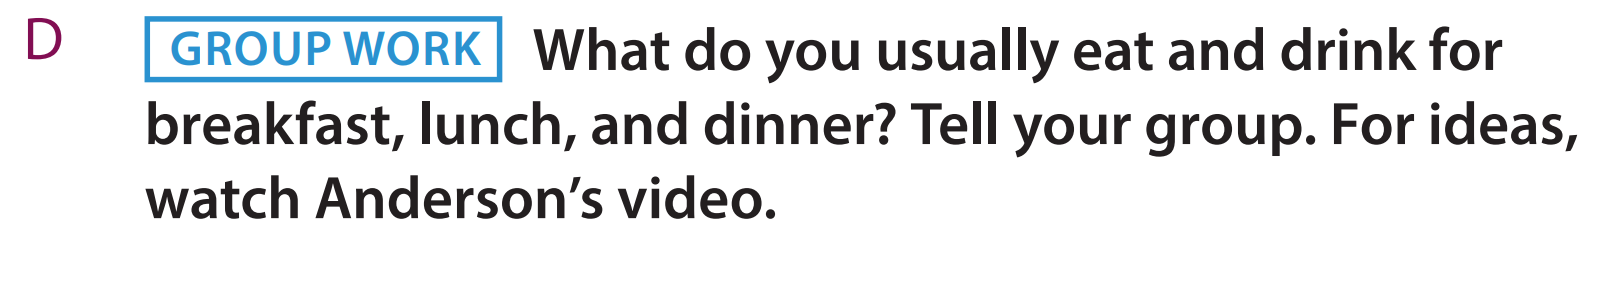 D GROUP WORK What do you usually eat and drink for
breakfast, lunch, and dinner? Tell your group. For ideas,
watch Anderson’s video.